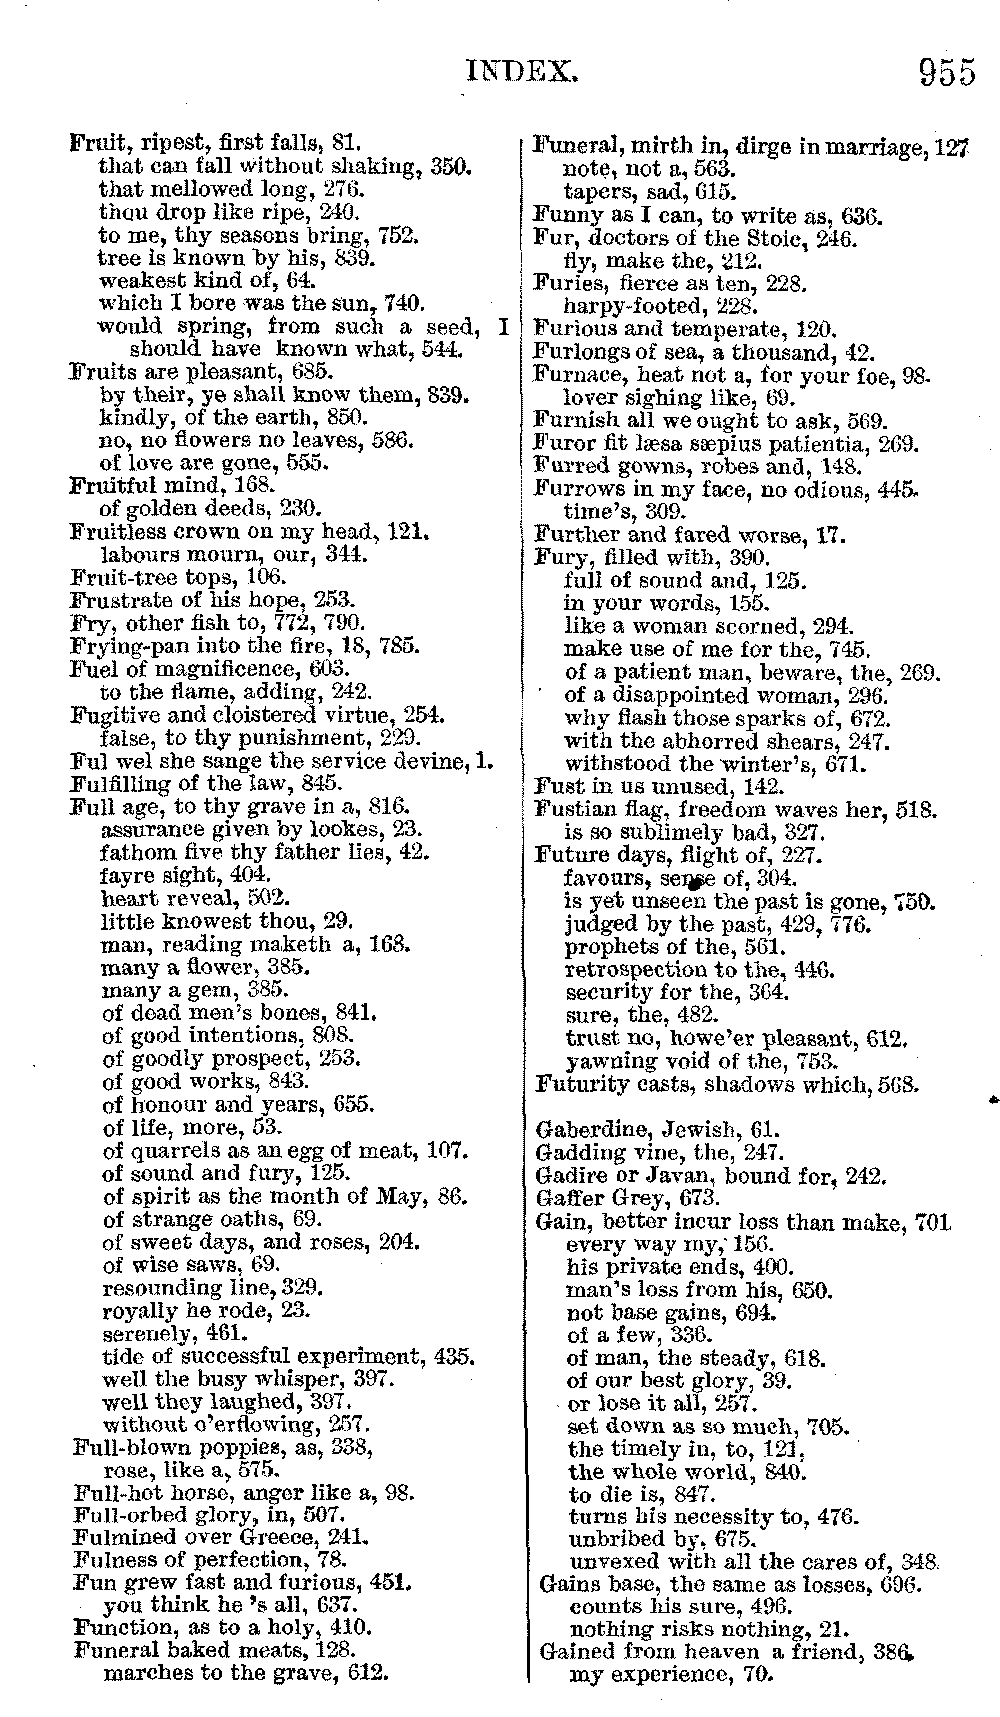 INDEX. 955
Fruit, ripest, first falls, 81.
that can fall without shaking, 350.
that mellowed long, 276.
thou drop like ripe, 240.
to me, thy seasons bring, 752.
tree is known by his, 839.
weakest kind of, 64.
which I bore was the sun, 740.
would spring, from such a seed, I
should have known what, 544.
Fruits are pleasant, 685.
by their, ye shall know them, 839.
kindly, of the earth, 850.
no, no flowers no leaves, 586.
of love are gone, 555.
Fruitful mind, 168.
of golden deeds, 230.
Fruitless crown on my head, 121.
labours mourn, our, 344.
Fruit-tree tops, 106.
Frustrate of his hope, 253.
Fry, other fish to, 772, 790.
Frying-pan into the fire, 18, 785.
Fuel of magnificence, 603.
to the flame, adding, 242.
Fugitive and cloistered virtue, 254.
false, to thy punishment, 229.
Ful wel she sange the service devine, 1.
Fulfilling of the law, 845.
Full age, to thy grave in a, 816.
assurance given by lookes, 23.
fathom five thy father lies, 42.
fayre sight, 404.
heart reveal, 502.
little knowest thou, 29.
man, reading maketh a, 168.
many a flower, 385.
many a gem, 385.
of dead men's bones, 841.
of good intentions, 808.
of goodly prospect, 253.
of good works, 843.
of honour and years, 655.
of life, more, 53.
of quarrels as an egg of meat, 107.
of sound and fury, 125.
of spirit as the month of May, 86.
of strange oaths, 69.
of sweet days, and roses, 204.
of wise saws, 69.
resounding line, 329.
royally he rode, 23.
serenely, 461.
tide of successful experiment, 435.
well the busy whisper, 397.
well they laughed, 397.
without o'erflowing, 257.
Full-blown poppies, as, 338,
rose, like a, 575.
Full-hot horse, anger like a, 98.
Full-orbed glory, in, 507.
Fulmined over Greece, 241.
Fulness of perfection, 78.
Fun grew fast and furious, 451.
you think he 's all, 637.
Function, as to a holy, 410.
Funeral baked meats, 128.
marches to the grave, 612.
Funeral, mirth in, dirge in marriage, 127
note, not a, 563.
tapers, sad, 615.
Funny as I can, to write as, 636.
Fur, doctors of the Stoic, 246.
fly, make the, 212.
Furies, fierce as ten, 228.
harpy-footed, 228.
Furious and temperate, 120.
Furlongs of sea, a thousand, 42.
Furnace, heat not a, for your foe, 98.
lover sighing like, 69.
Furnish all we ought to ask, 569.
Furor fit læsa sæpius patientia, 269.
Furred gowns, robes and, 148.
Furrows in my face, no odious, 445.
time's, 309.
Further and fared worse, 17.
Fury, filled with, 390.
full of sound and, 125.
in your words, 155.
like a woman scorned, 294.
make use of me for the, 745.
of a patient man, beware, the, 269.
of a disappointed woman, 296.
why flash those sparks of, 672.
with the abhorred shears, 247.
withstood the winter's, 671.
Fust in us unused, 142.
Fustian flag, freedom waves her, 518.
is so sublimely bad, 327.
Future days, flight of, 227.
favours, sense of, 304.
is yet unseen the past is gone, 750.
judged by the past, 429, 776.
prophets of the, 561.
retrospection to the, 446.
security for the, 364.
sure, the, 482.
trust no, howe'er pleasant, 612.
yawning void of the, 753.
Futurity casts, shadows which, 568.
Gaberdine, Jewish, 61.
Gadding vine, the, 247.
Gadire or Javan, bound for, 242.
Gaffer Grey, 673.
Gain, better incur loss than make, 701
every way my, 156.
his private ends, 400.
man's loss from his, 650.
not base gains, 694.
of a few, 336.
of man, the steady, 618.
of our best glory, 39.
or lose it all, 257.
set down as so much, 705.
the timely in, to, 121.
the whole world, 840.
to die is, 847.
turns his necessity to, 476.
unbribed by, 675.
unvexed with all the cares of, 348.
Gains base, the same as losses, 696.
counts his sure, 496.
nothing risks nothing, 21.
Gained from heaven a friend, 386.
my experience, 70.